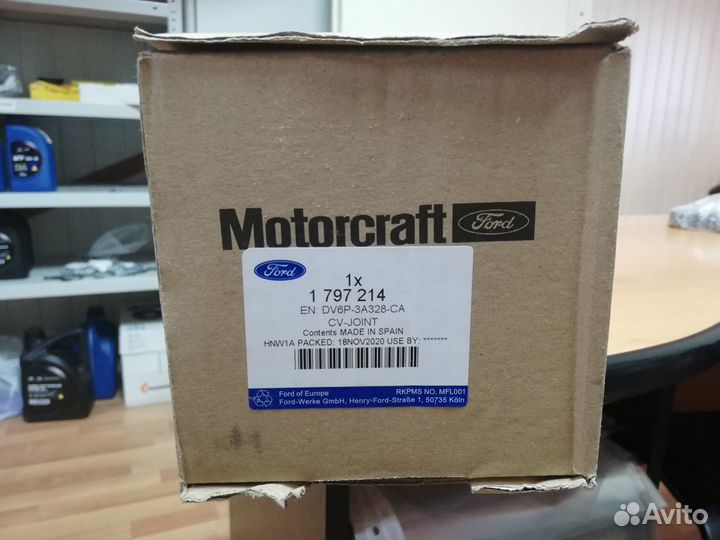 Motorcraft Ford
Ford
1x
1 797 214
EN: DV6P-3A328-CA
CV-JOINT
Contents MADE IN SPAIN
HNW1A PACKED: 18NOV2020 USE BY: *******
Ford of Europe RKPMS NO. MFL001
Ford-Werke GmbH, Henry-Ford-Straße 1, 50735 Köln
Avito